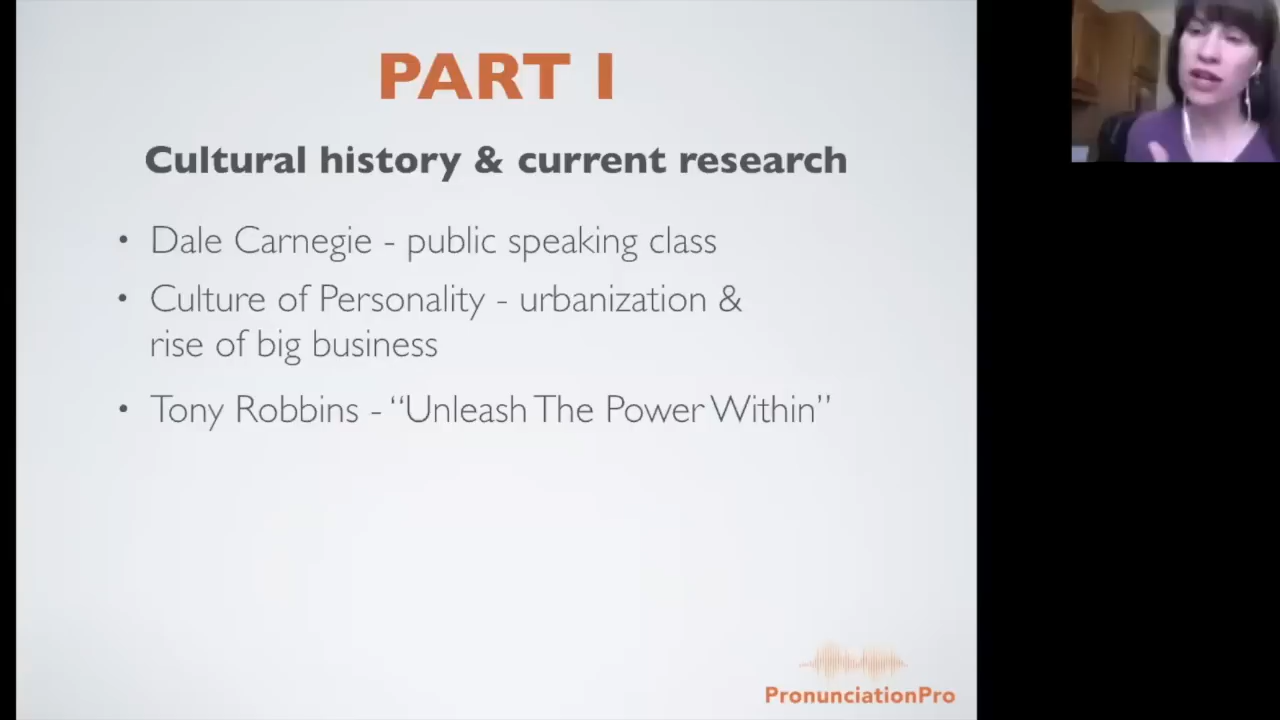 PART I
Cultural history & current research
• Dale Carnegie - public speaking class
• Culture of Personality - urbanization &
rise of big business
• Tony Robbins - “Unleash The Power Within”
PronunciationPro